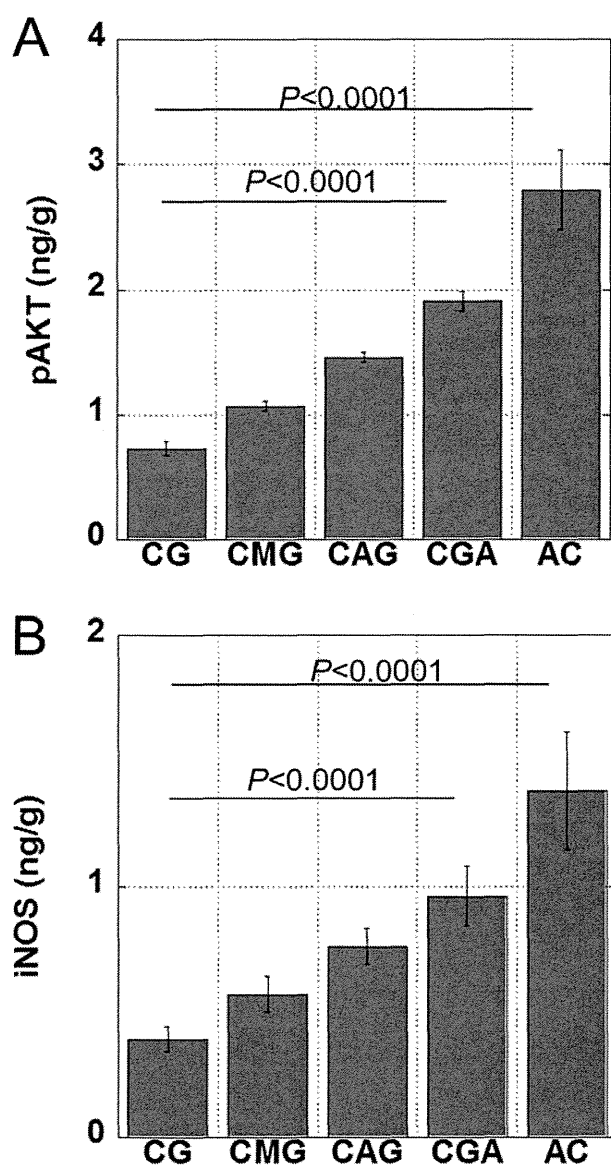 A
4
P<0.0001
3
P<0.0001
pAKT (ng/g)
2
1
0
CG CMG CAG CGA AC
B
2
P<0.0001
P<0.0001
iNOS (ng/g)
1
0
CG CMG CAG CGA AC